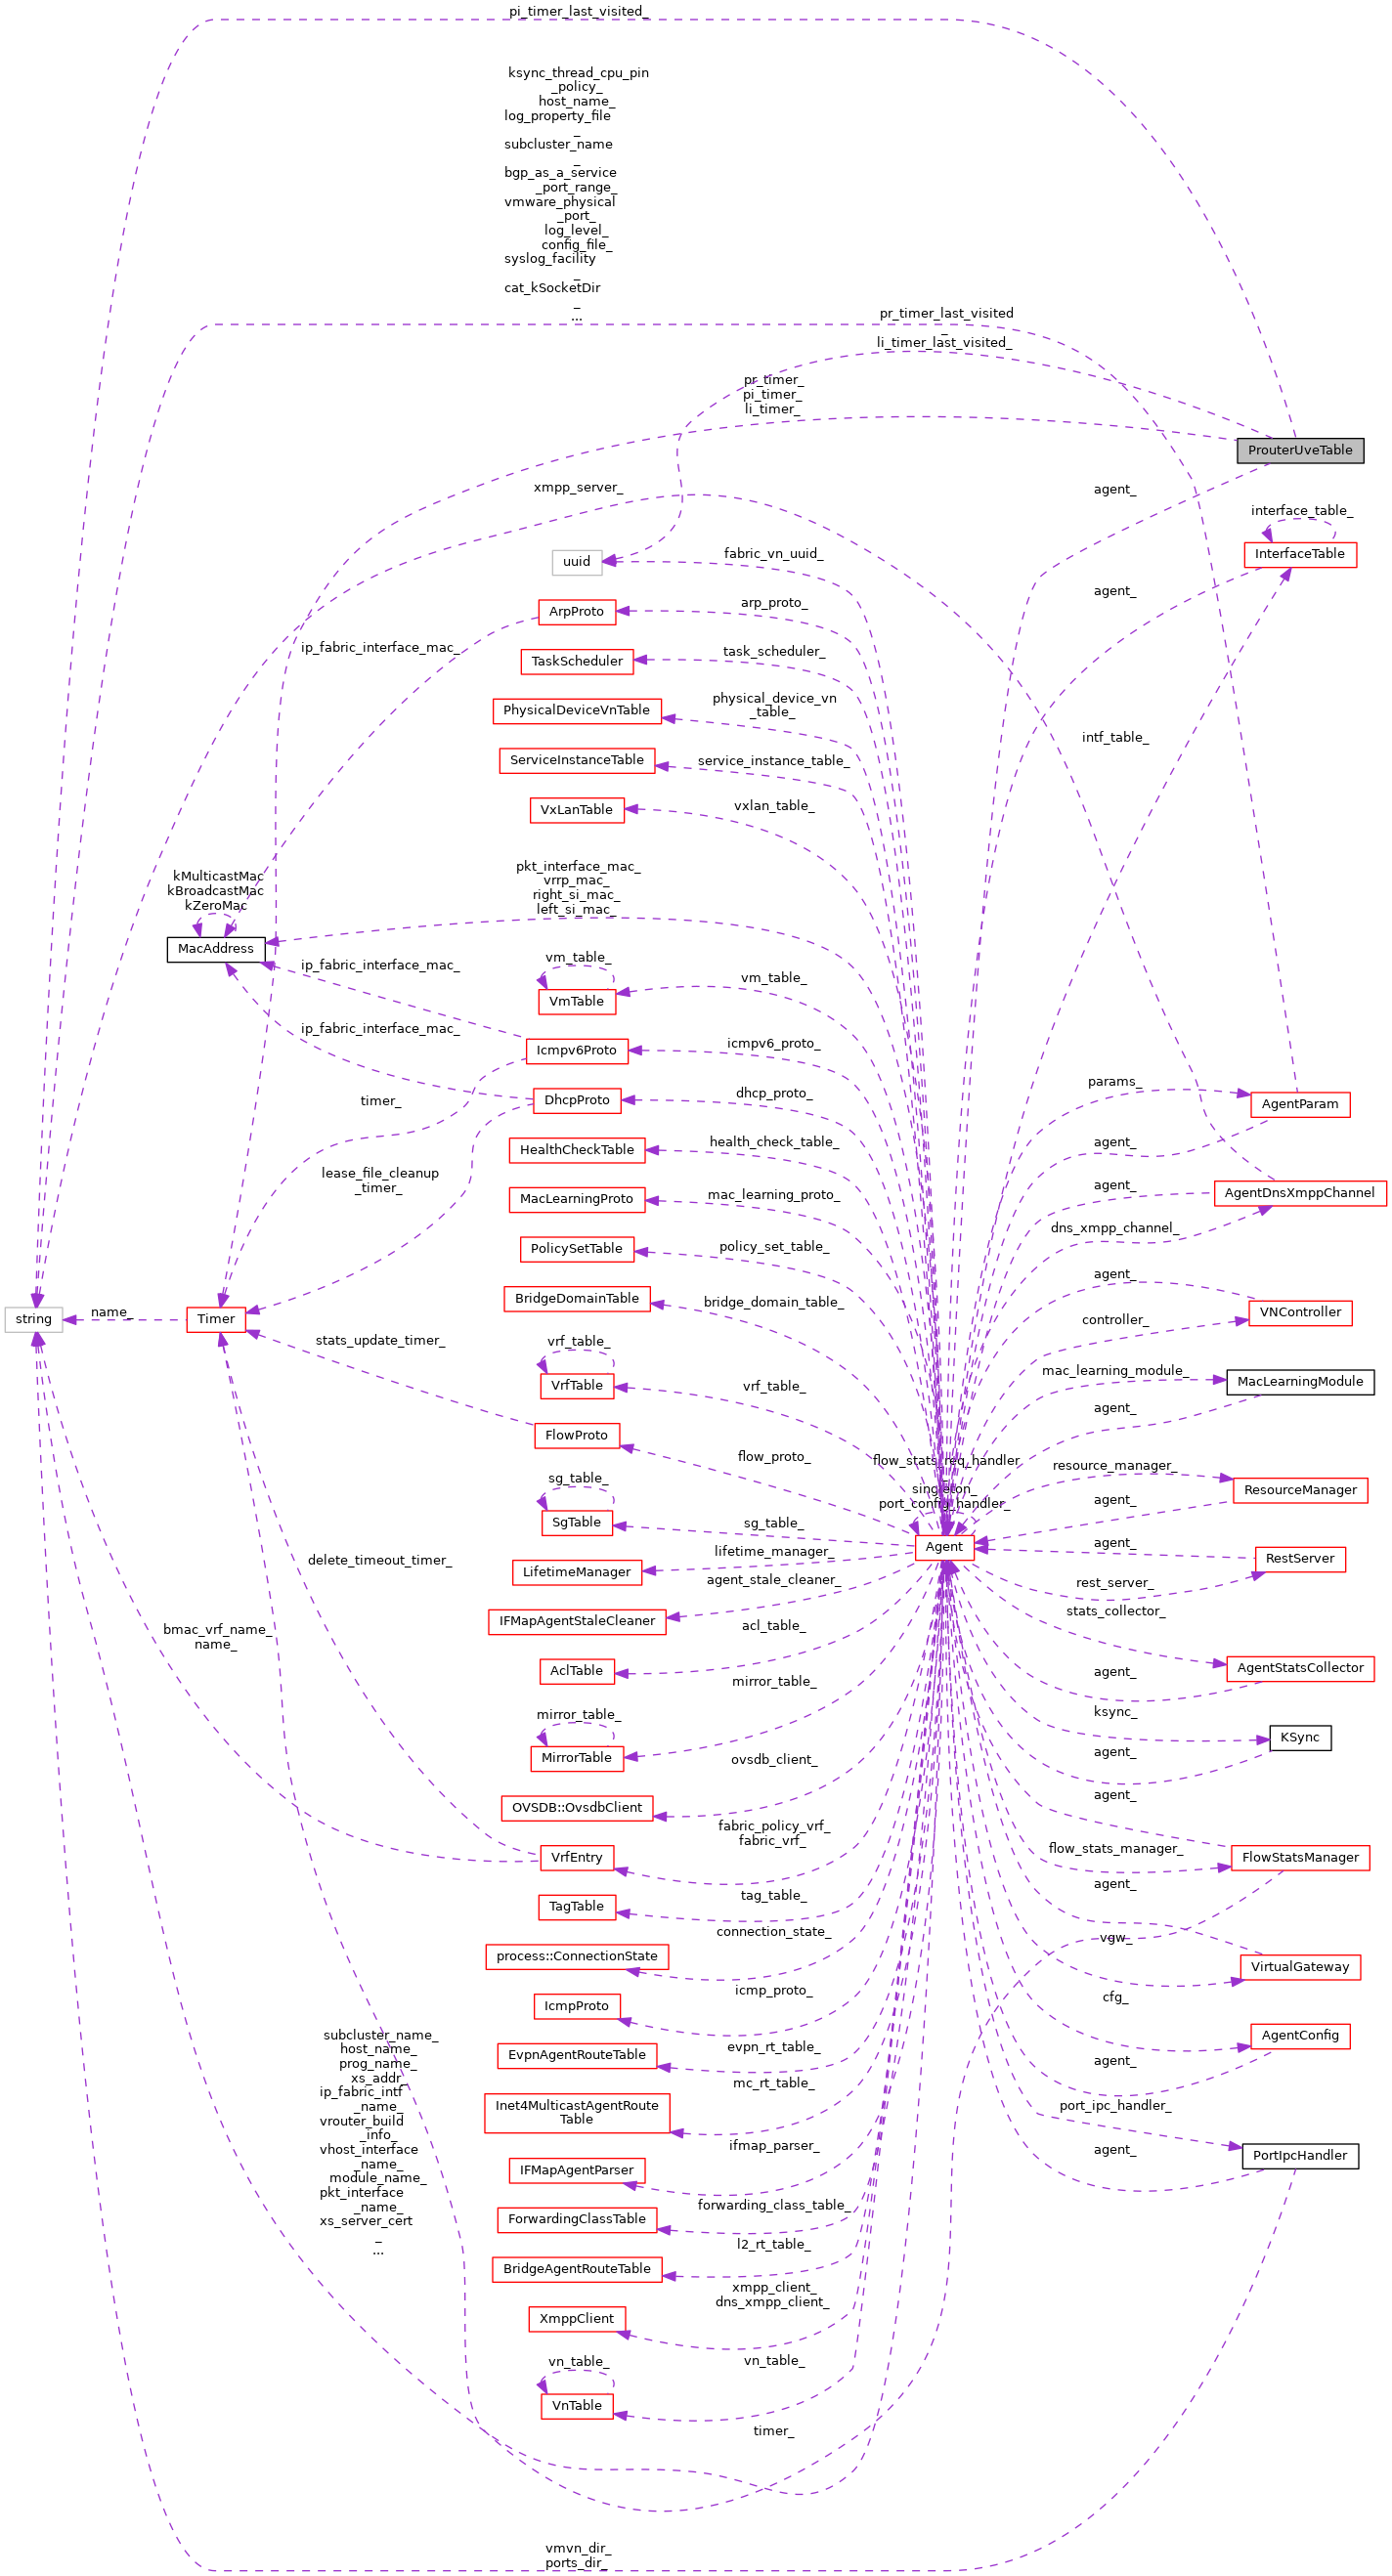 pi_timer_last_visited_
ksync_thread_cpu_pin
_policy_
host_name_
log_property_file
_
subcluster_name
_
bgp_as_a_service
_port_range_
vmware_physical
_port_
log_level_
config_file_
syslog_facility
_
cat_kSocketDir
_
...
pr_timer_last_visited
_
li_timer_last_visited_
pr_timer_
pi_timer_
li_timer_
ProuterUveTable
xmpp_server_
agent_
interface_table_
InterfaceTable
uuid
fabric_vn_uuid_
agent_
ArpProto
arp_proto_
ip_fabric_interface_mac_
TaskScheduler
task_scheduler_
PhysicalDeviceVnTable
physical_device_vn
_table_
intf_table_
ServiceInstanceTable
service_instance_table_
VxLanTable
vxlan_table_
kMulticastMac
kBroadcastMac
kZeroMac
MacAddress
pkt_interface_mac_
vrrp_mac_
right_si_mac_
left_si_mac_
ip_fabric_interface_mac_
vm_table_
VmTable
vm_table_
ip_fabric_interface_mac_
Icmpv6Proto
icmpv6_proto_
timer_
DhcpProto
dhcp_proto_
params_
AgentParam
HealthCheckTable
health_check_table_
agent_
lease_file_cleanup
_timer_
MacLearningProto
mac_learning_proto_
agent_
AgentDnsXmppChannel
dns_xmpp_channel_
PolicySetTable
policy_set_table_
agent_
BridgeDomainTable
bridge_domain_table_
string
name_
Timer
controller_
VNController
stats_update_timer_
vrf_table_
VrfTable
vrf_table_
mac_learning_module_
MacLearningModule
agent_
FlowProto
flow_proto_
flow_stats_req_handler
_
singleton_
port_config_handler_
Agent
resource_manager_
ResourceManager
agent_
sg_table_
SgTable
sg_table_
agent_
RestServer
rest_server_
LifetimeManager
lifetime_manager_
delete_timeout_timer_
IFMapAgentStaleCleaner
agent_stale_cleaner_
stats_collector_
AgentStatsCollector
agent_
bmac_vrf_name_
name_
AclTable
acl_table_
mirror_table_
MirrorTable
mirror_table_
ksync_
KSync
agent_
OVSDB::OvsdbClient
ovsdb_client_
agent_
VrfEntry
fabric_policy_vrf_
fabric_vrf_
flow_stats_manager_
FlowStatsManager
TagTable
tag_table_
agent_
process::ConnectionState
connection_state_
vgw_
VirtualGateway
IcmpProto
icmp_proto_
cfg_
AgentConfig
EvpnAgentRouteTable
evpn_rt_table_
agent_
Inet4MulticastAgentRoute
Table
mc_rt_table_
port_ipc_handler_
PortIpcHandler
agent_
IFMapAgentParser
ifmap_parser_
subcluster_name_
host_name_
prog_name_
xs_addr_
ip_fabric_intf
_name_
vrouter_build
_info_
vhost_interface
_name_
module_name_
pkt_interface
_name_
xs_server_cert
_
...
ForwardingClassTable
forwarding_class_table_
BridgeAgentRouteTable
l2_rt_table_
XmppClient
xmpp_client_
dns_xmpp_client_
vn_table_
VnTable
vn_table_
timer_
vmvn_dir_
ports_dir_